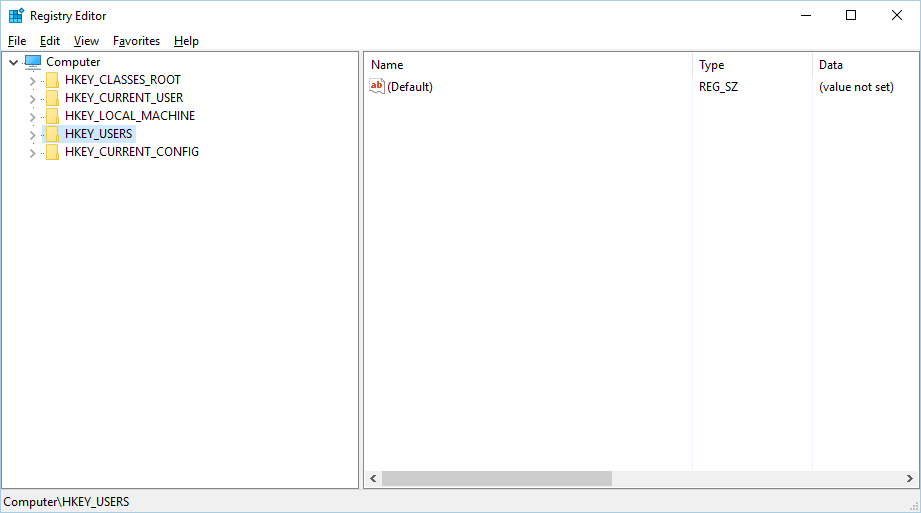 Registry Editor
File Edit View Favorites Help
Computer
HKEY_CLASSES_ROOT
HKEY_CURRENT_USER
HKEY_LOCAL_MACHINE
HKEY_USERS
HKEY_CURRENT_CONFIG
Name Type Data
ab (Default) REG_SZ (value not set)
Computer\HKEY_USERS